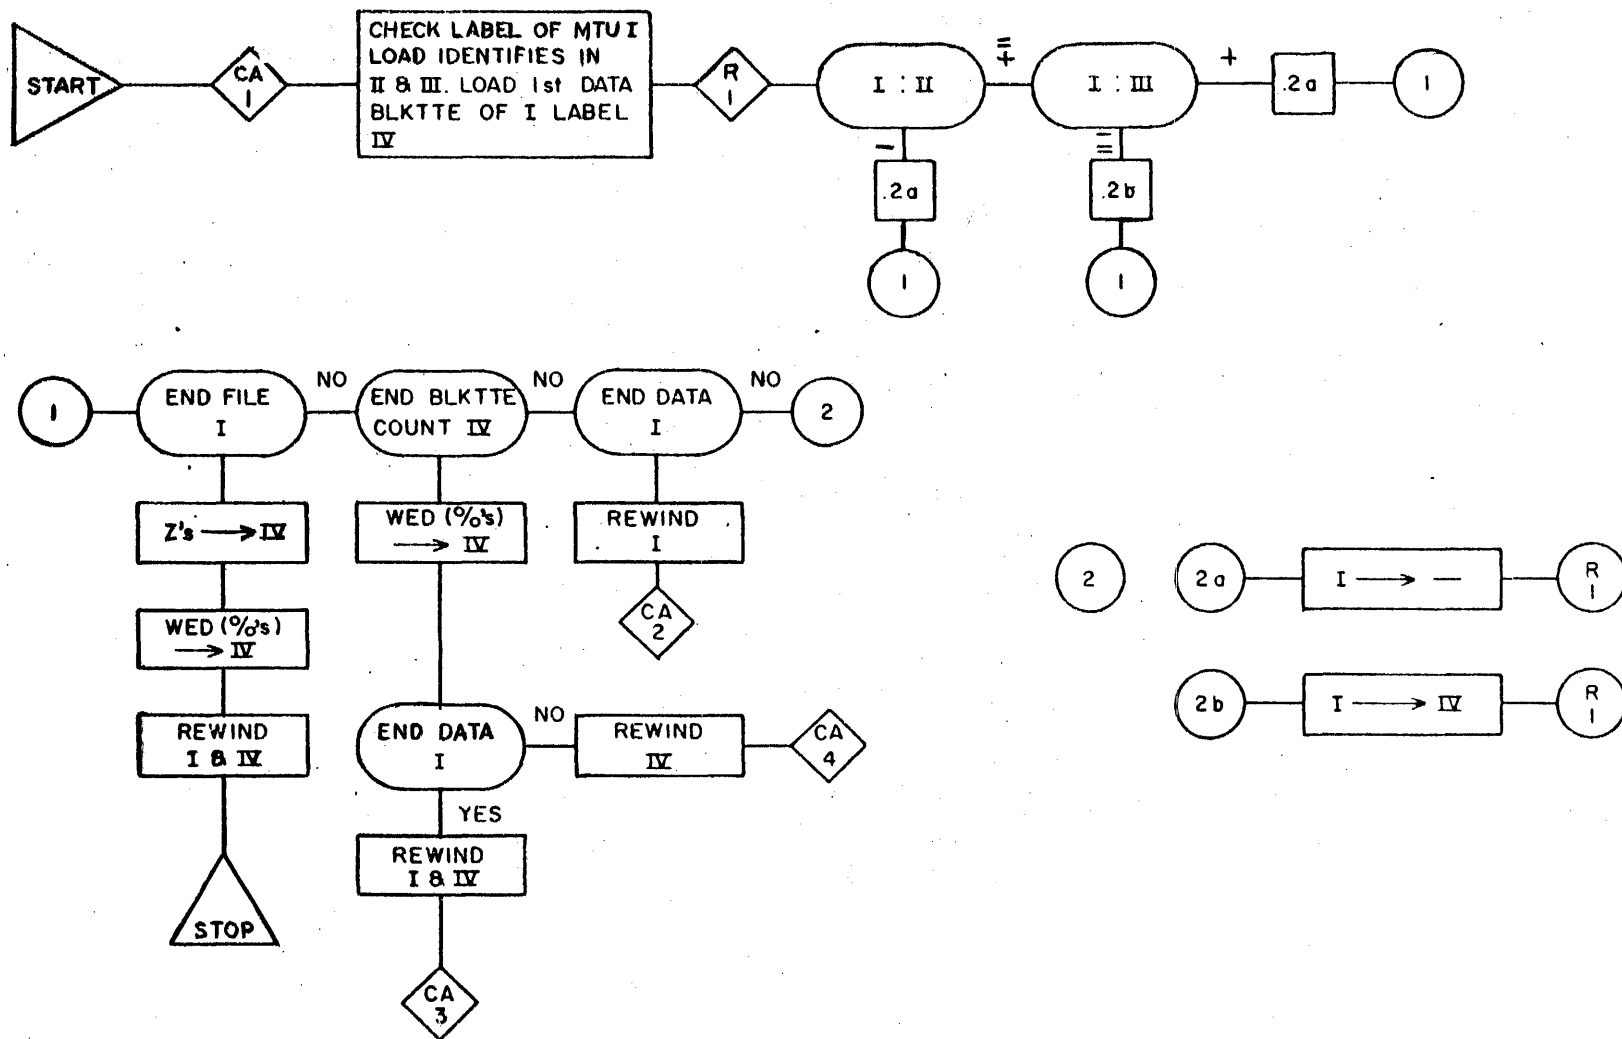 START
CA
1
CHECK LABEL OF MTU I
LOAD IDENTIFIES IN
II & III. LOAD 1st DATA
BLKTTE OF I LABEL
IV
R
1
I : II
=
+
I : III
+
.2a
1
-
.2a
1
-
=
.2b
1
1
END FILE
I
NO
END BLKTTE
COUNT IV
NO
END DATA
I
NO
2
Z's → IV
WED (%'s)
→ IV
REWIND
I & IV
STOP
WED (%'s)
→ IV
END DATA
I
NO
REWIND
IV
CA
4
YES
REWIND
I & IV
CA
3
REWIND
I
CA
2
2
2a
I → —
R
1
2b
I → IV
R
1